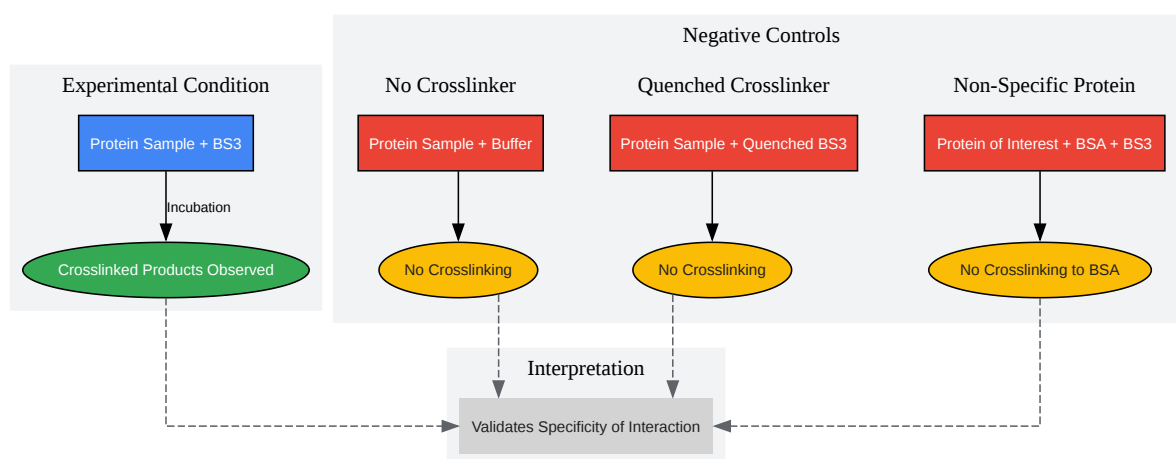 Negative Controls
Experimental Condition
No Crosslinker
Quenched Crosslinker
Non-Specific Protein
Protein Sample + BS3
Protein Sample + Buffer
Protein Sample + Quenched BS3
Protein of Interest + BSA + BS3
Incubation
Crosslinked Products Observed
No Crosslinking
No Crosslinking
No Crosslinking to BSA
Interpretation
Validates Specificity of Interaction